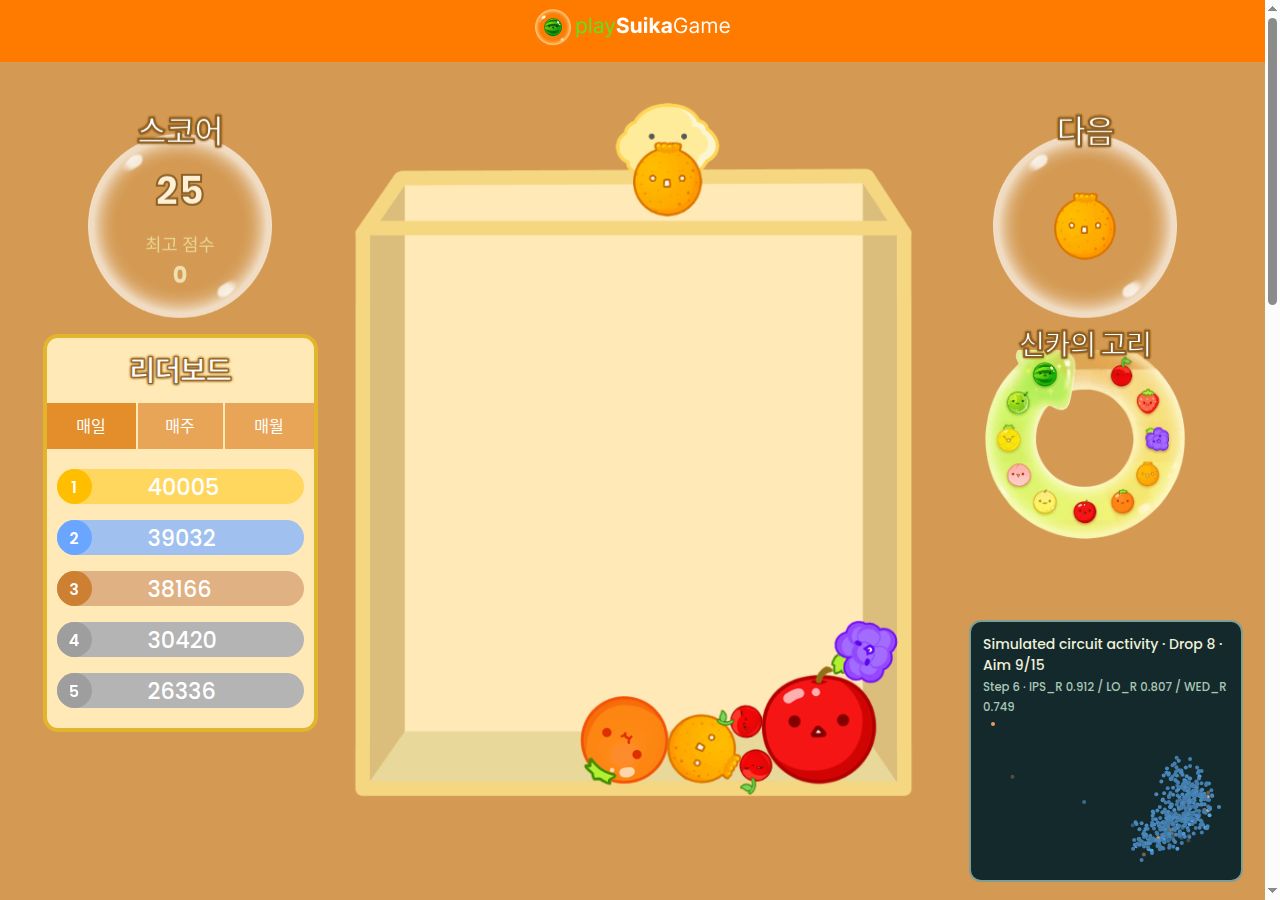 playSuikaGame
스코어
25
최고 점수
0
다음
리더보드
매일 매주 매월
1 40005
2 39032
3 38166
4 30420
5 26336
신카의 고리
Simulated circuit activity · Drop 8 ·
Aim 9/15
Step 6 · IPS_R 0.912 / LO_R 0.807 / WED_R
0.749